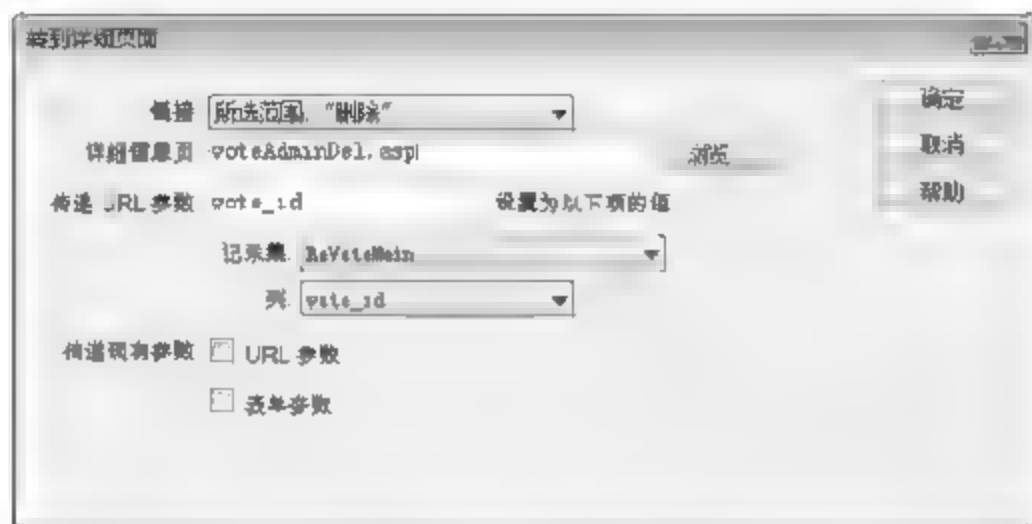 转到详细页面
链接 所选范围: “删除”
确定
详细信息页 voteAdminDel.asp 浏览
取消
传递 URL 参数 vote_id 设置为以下项的值
帮助
记录集: ReVoteMain
列: vote_id
传递现有参数 URL 参数
表单参数